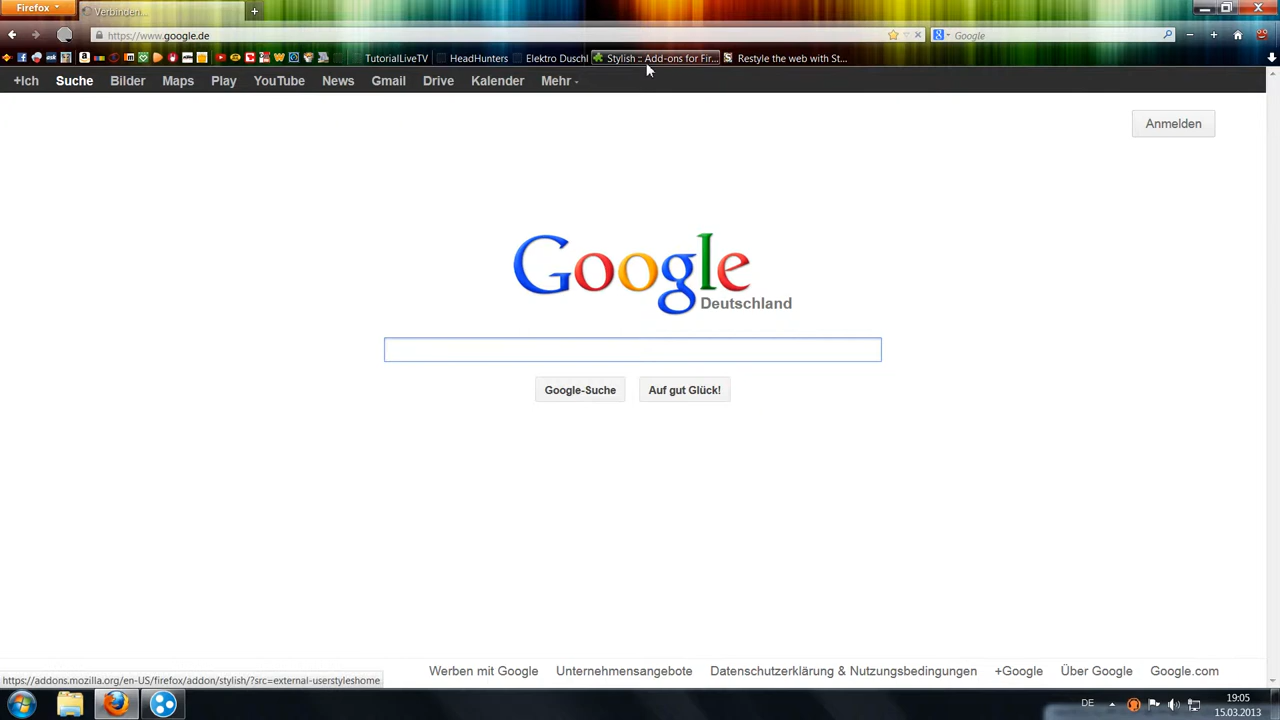 Firefox
Verbinden...
https://www.google.de
Google
TutorialLiveTV HeadHunters Elektro Duschl Stylish :: Add-ons for Fir... Restyle the web with St...
+Ich Suche Bilder Maps Play YouTube News Gmail Drive Kalender Mehr
Anmelden
Google
Deutschland
Google-Suche Auf gut Glück!
Werben mit Google Unternehmensangebote Datenschutzerklärung & Nutzungsbedingungen +Google Über Google Google.com
https://addons.mozilla.org/en-US/firefox/addon/stylish/?src=external-userstyleshome
DE
19:05
15.03.2013